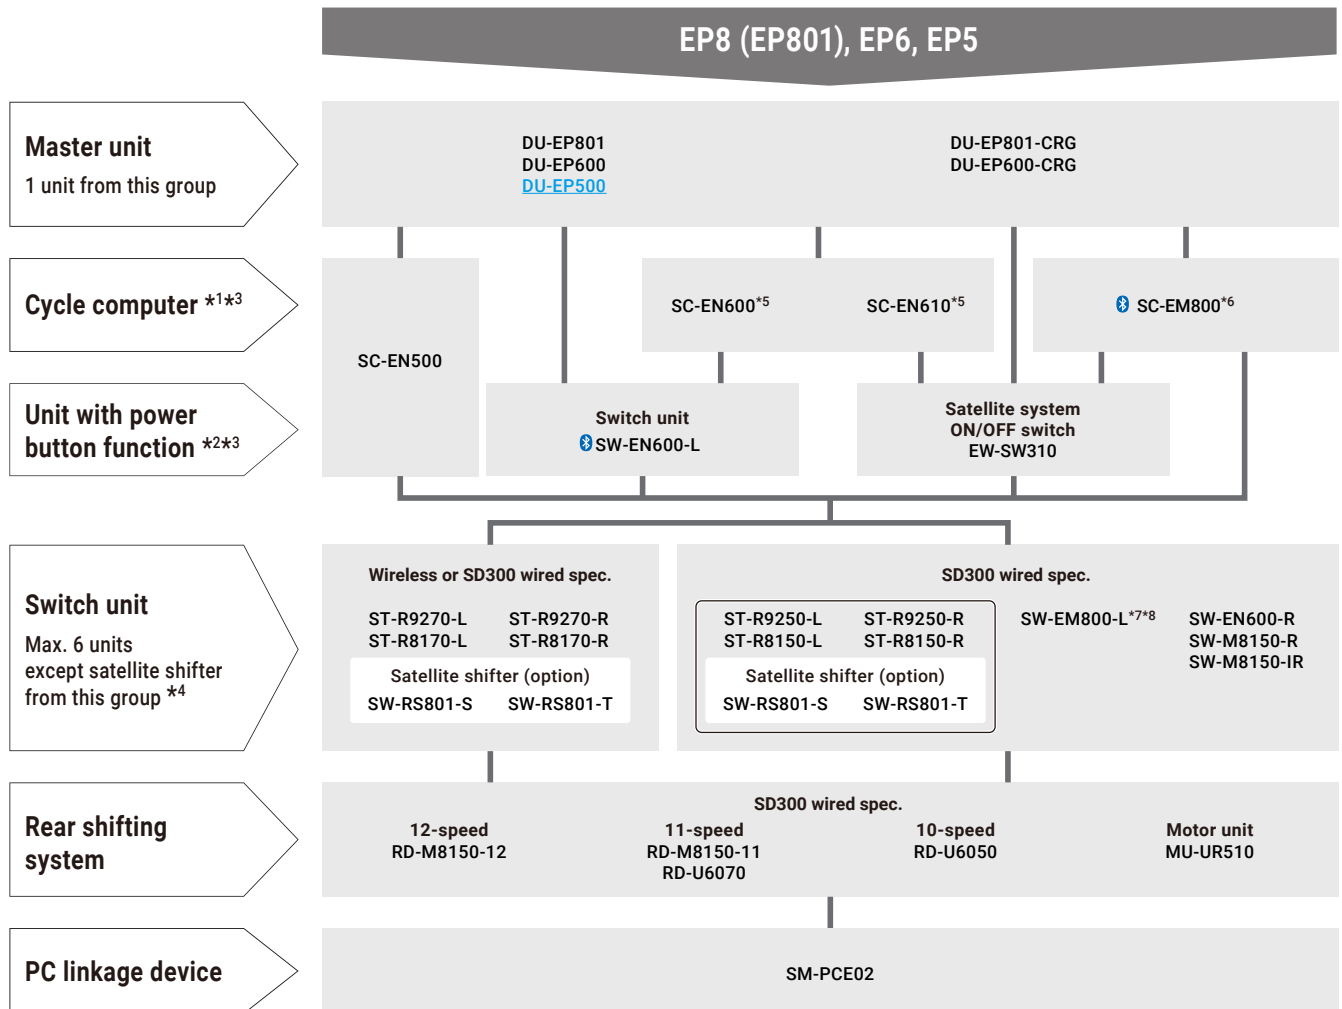 EP8 (EP801), EP6, EP5
Master unit
1 unit from this group
DU-EP801
DU-EP600
DU-EP500
DU-EP801-CRG
DU-EP600-CRG
Cycle computer *1*3
SC-EN500
SC-EN600*5
SC-EN610*5
SC-EM800*6
Unit with power
button function *2*3
Switch unit
SW-EN600-L
Satellite system
ON/OFF switch
EW-SW310
Switch unit
Max. 6 units
except satellite shifter
from this group *4
Wireless or SD300 wired spec.
ST-R9270-L ST-R9270-R
ST-R8170-L ST-R8170-R
Satellite shifter (option)
SW-RS801-S SW-RS801-T
SD300 wired spec.
ST-R9250-L ST-R9250-R
ST-R8150-L ST-R8150-R
Satellite shifter (option)
SW-RS801-S SW-RS801-T
SW-EM800-L*7*8
SW-EN600-R
SW-M8150-R
SW-M8150-IR
Rear shifting
system
SD300 wired spec.
12-speed
RD-M8150-12
11-speed
RD-M8150-11
RD-U6070
10-speed
RD-U6050
Motor unit
MU-UR510
PC linkage device
SM-PCE02